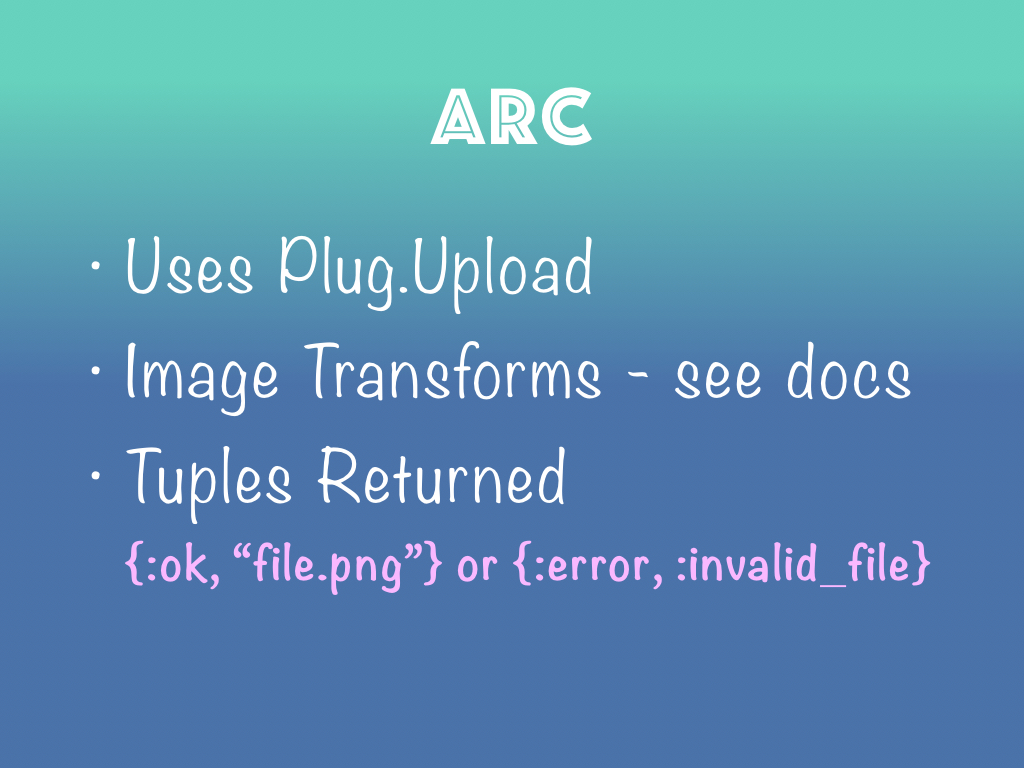 ARC
• Uses Plug.Upload
• Image Transforms - see docs
• Tuples Returned
{:ok, “file.png”} or {:error, :invalid_file}